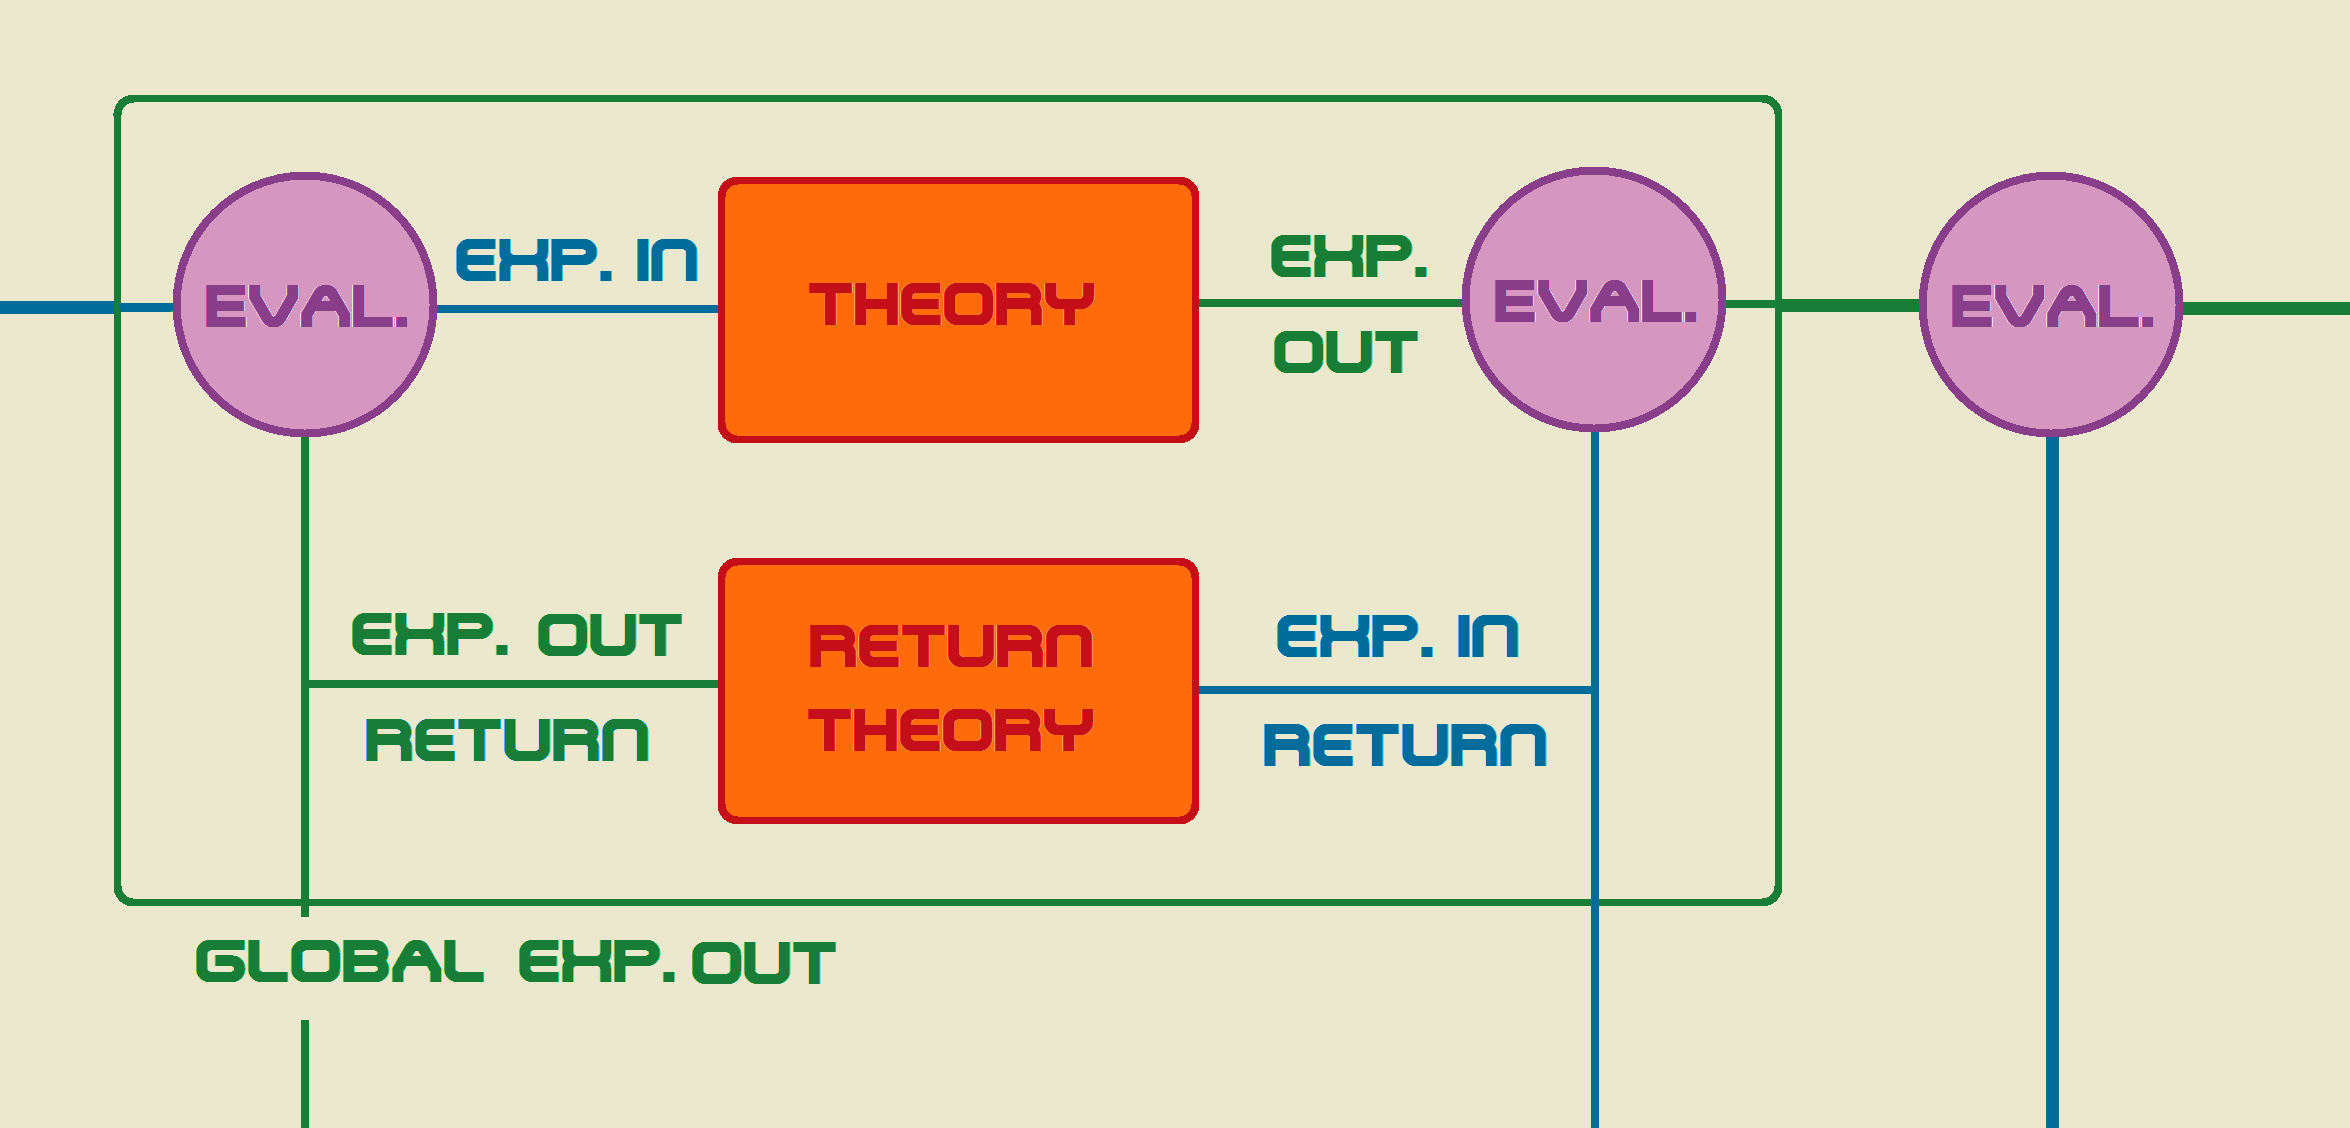 EVAL.
EXP. IN
THEORY
EXP.
OUT
EVAL.
EVAL.
EXP. OUT
RETURN
RETURN
THEORY
EXP. IN
RETURN
GLOBAL EXP. OUT